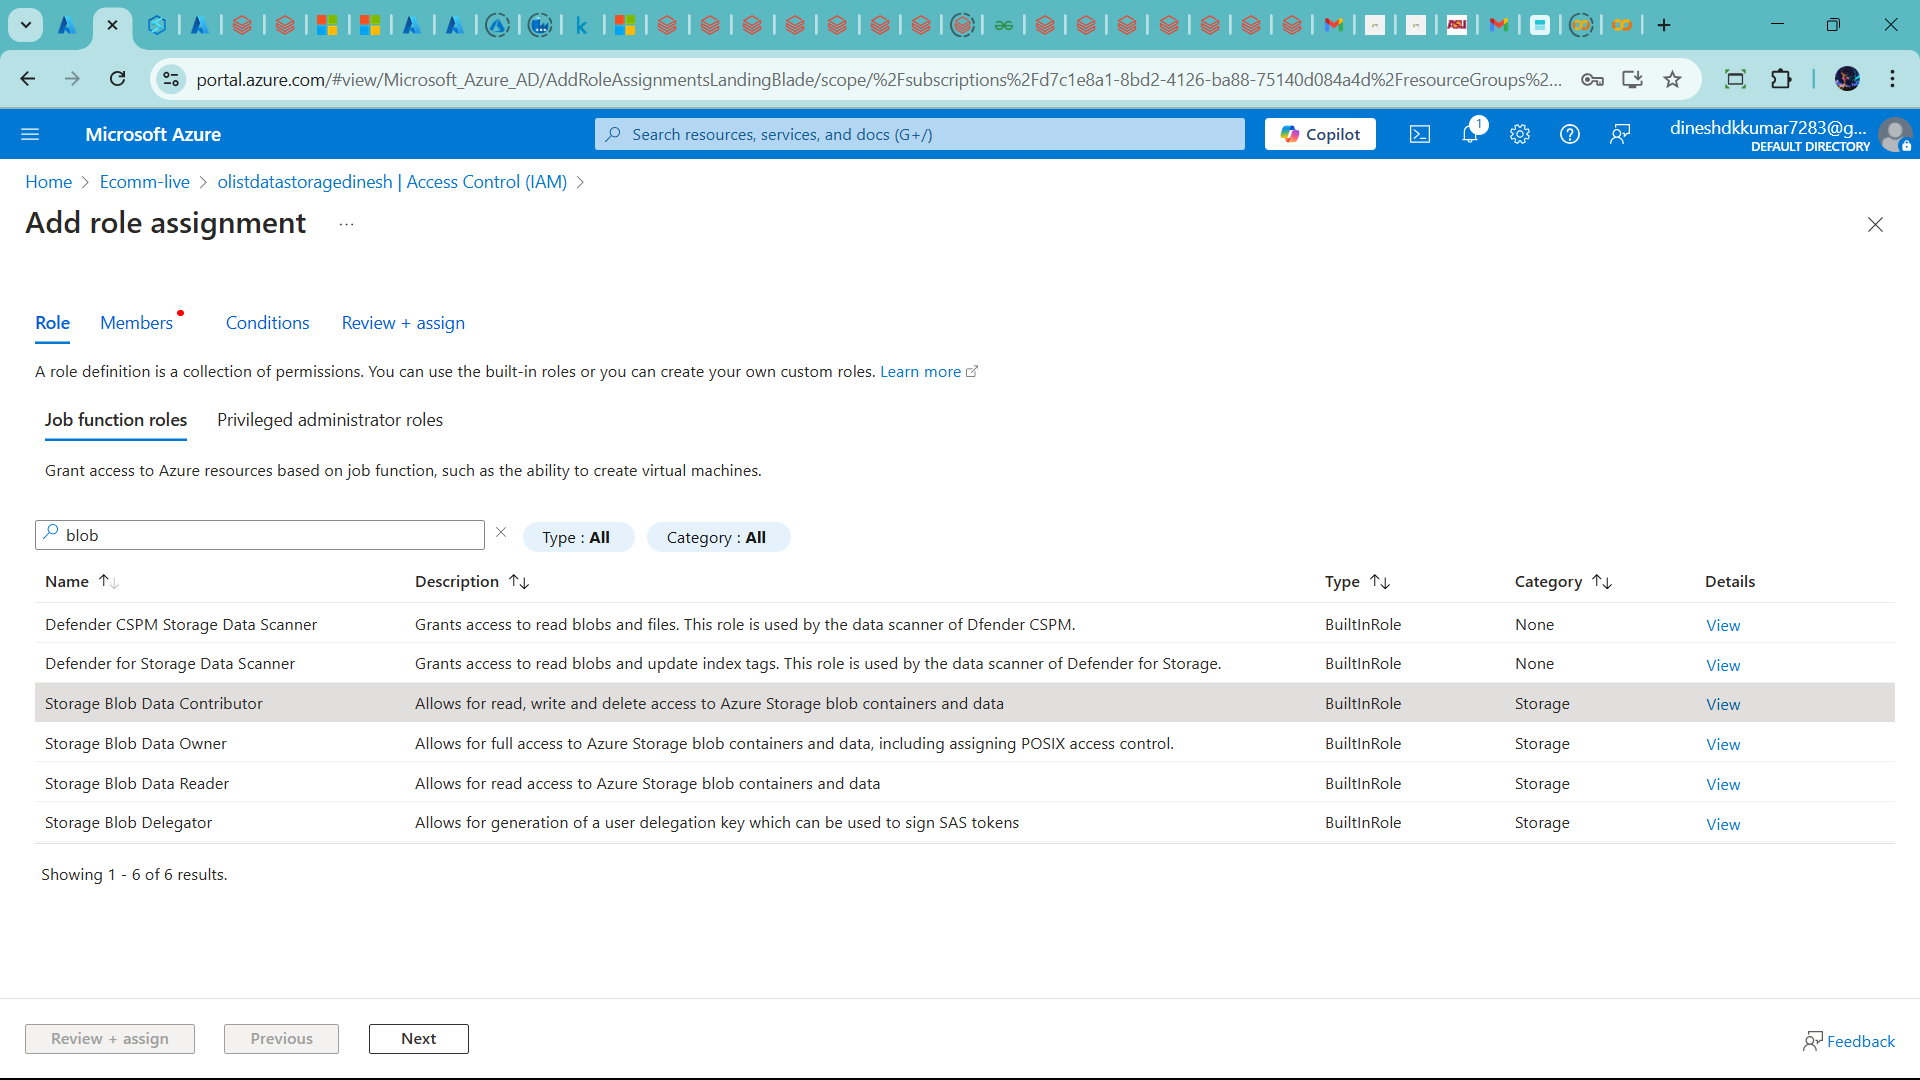 portal.azure.com/#view/Microsoft_Azure_AD/AddRoleAssignmentsLandingBlade/scope/%2Fsubscriptions%2Fd7c1e8a1-8bd2-4126-ba88-75140d084a4d%2FresourceGroups%2...
Microsoft Azure
Search resources, services, and docs (G+/)
Copilot
1
dineshdkkumar7283@g...
DEFAULT DIRECTORY
Home > Ecomm-live > olistdatastoragedinesh | Access Control (IAM) >
Add role assignment ...
Role Members Conditions Review + assign
A role definition is a collection of permissions. You can use the built-in roles or you can create your own custom roles. Learn more
Job function roles Privileged administrator roles
Grant access to Azure resources based on job function, such as the ability to create virtual machines.
blob Type : All Category : All
Name Description Type Category Details
Defender CSPM Storage Data Scanner Grants access to read blobs and files. This role is used by the data scanner of Dfender CSPM. BuiltInRole None View
Defender for Storage Data Scanner Grants access to read blobs and update index tags. This role is used by the data scanner of Defender for Storage. BuiltInRole None View
Storage Blob Data Contributor Allows for read, write and delete access to Azure Storage blob containers and data BuiltInRole Storage View
Storage Blob Data Owner Allows for full access to Azure Storage blob containers and data, including assigning POSIX access control. BuiltInRole Storage View
Storage Blob Data Reader Allows for read access to Azure Storage blob containers and data BuiltInRole Storage View
Storage Blob Delegator Allows for generation of a user delegation key which can be used to sign SAS tokens BuiltInRole Storage View
Showing 1 - 6 of 6 results.
Review + assign Previous Next Feedback